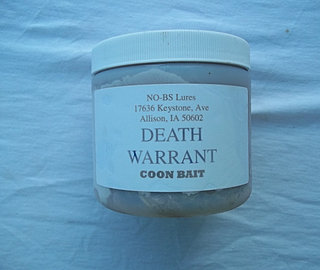 NO-BS Lures
17636 Keystone, Ave
Allison, IA 50602
DEATH
WARRANT
COON BAIT